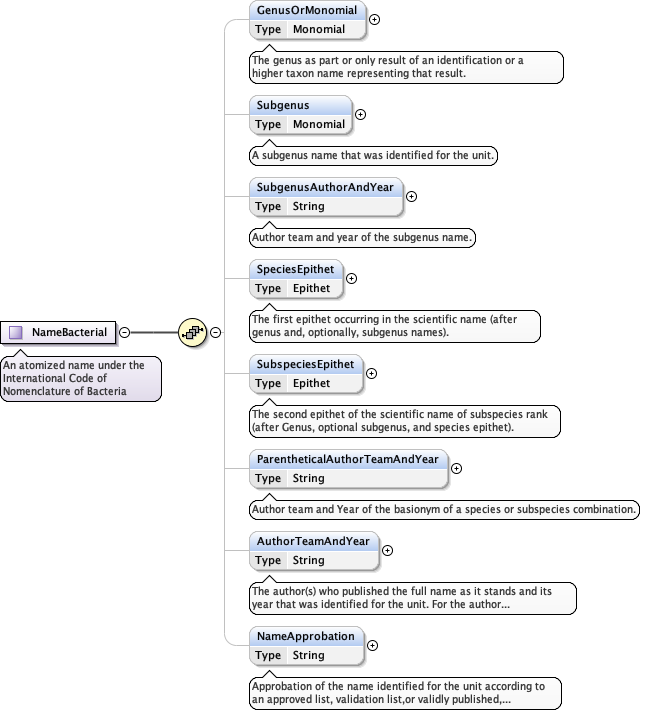 GenusOrMonomial
Type Monomial
The genus as part or only result of an identification or a
higher taxon name representing that result.
Subgenus
Type Monomial
A subgenus name that was identified for the unit.
SubgenusAuthorAndYear
Type String
Author team and year of the subgenus name.
SpeciesEpithet
Type Epithet
The first epithet occurring in the scientific name (after
genus and, optionally, subgenus names).
NameBacterial
An atomized name under the
International Code of
Nomenclature of Bacteria
SubspeciesEpithet
Type Epithet
The second epithet of the scientific name of subspecies rank
(after Genus, optional subgenus, and species epithet).
ParentheticalAuthorTeamAndYear
Type String
Author team and Year of the basionym of a species or subspecies combination.
AuthorTeamAndYear
Type String
The author(s) who published the full name as it stands and its
year that was identified for the unit. For the author...
NameApprobation
Type String
Approbation of the name identified for the unit according to
an approved list, validation list,or validly published,...